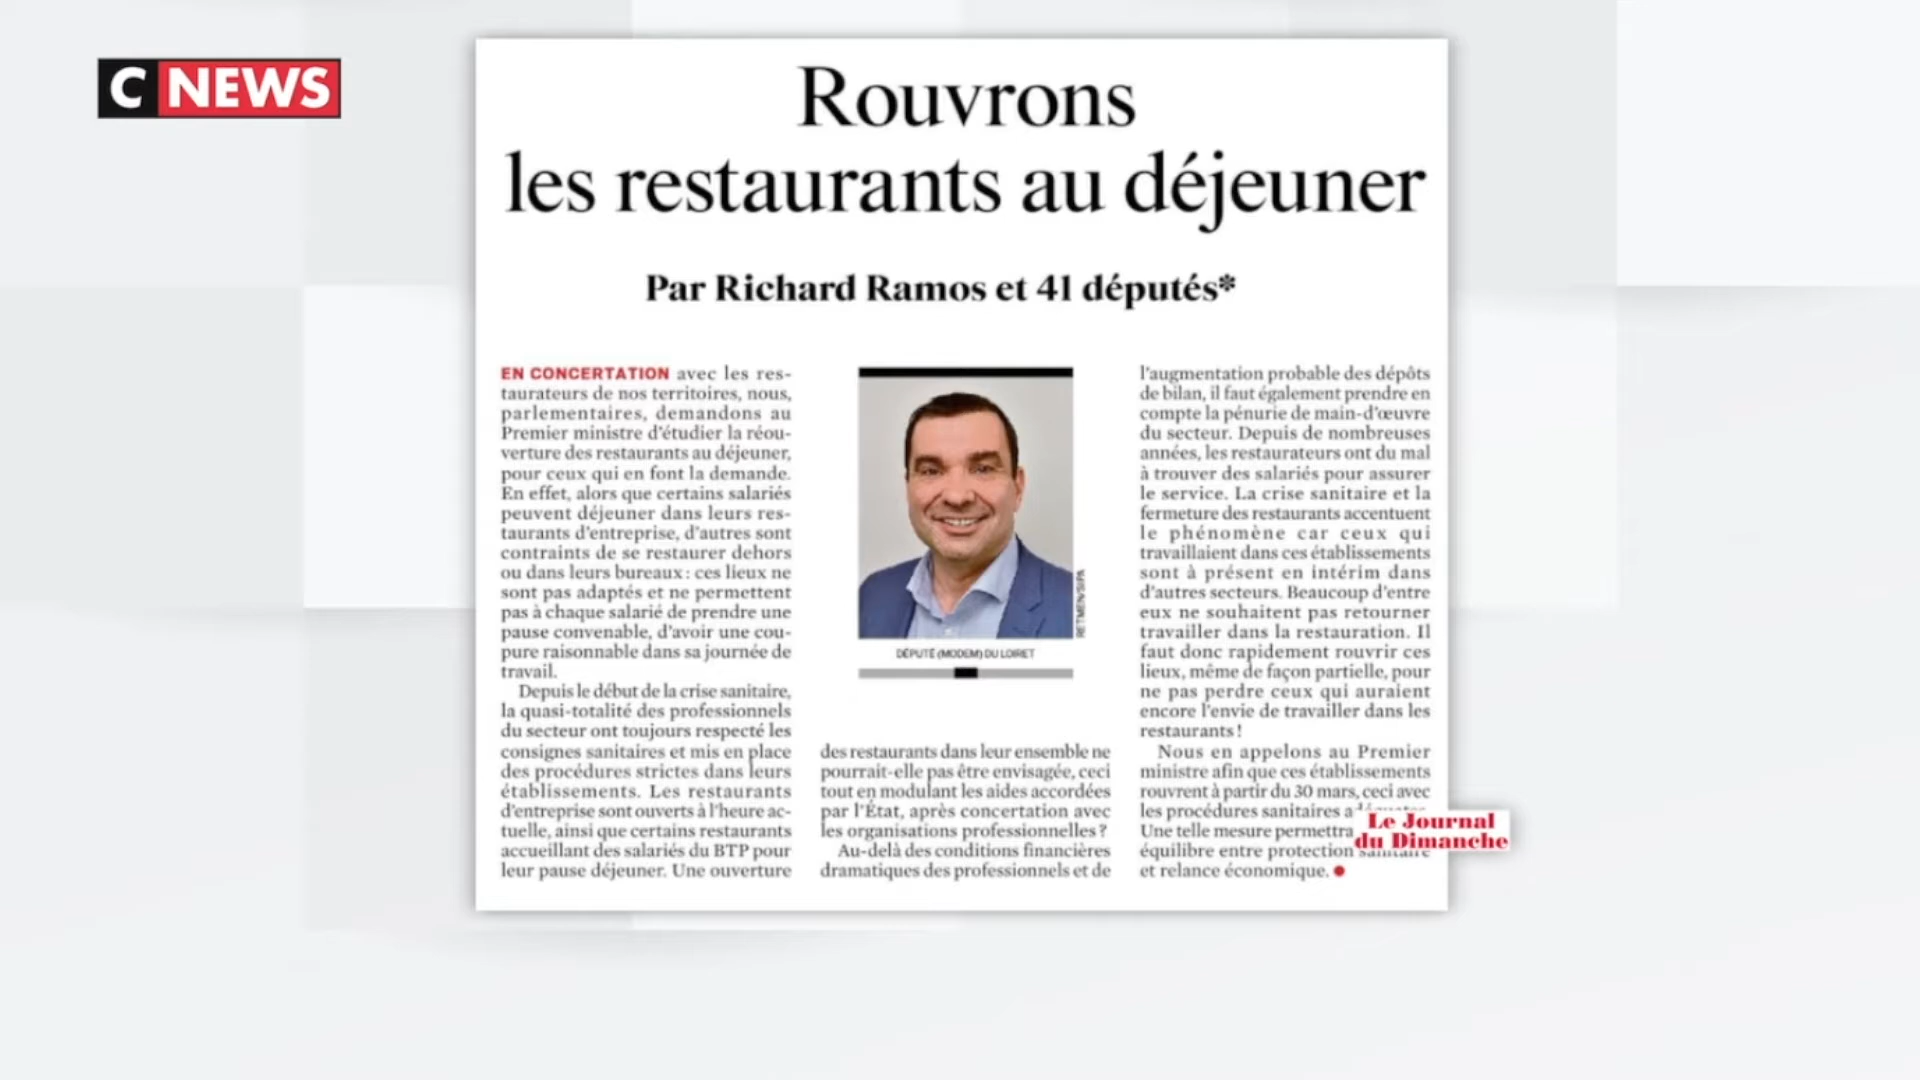 C NEWS
Rouvrons
les restaurants au déjeuner
Par Richard Ramos et 41 députés*
EN CONCERTATION avec les res-
taurateurs de nos territoires, nous,
parlementaires, demandons au
Premier ministre d'étudier la réou-
verture des restaurants au déjeuner,
pour ceux qui en font la demande.
En effet, alors que certains salariés
peuvent déjeuner dans leurs res-
taurants d'entreprise, d'autres sont
contraints de se restaurer dehors
ou dans leurs bureaux : ces lieux ne
sont pas adaptés et ne permettent
pas à chaque salarié de prendre une
pause convenable, d'avoir une cou-
pure raisonnable dans sa journée de
travail.
Depuis le début de la crise sanitaire,
la quasi-totalité des professionnels
du secteur ont toujours respecté les
consignes sanitaires et mis en place
des procédures strictes dans leurs
établissements. Les restaurants
d'entreprise sont ouverts à l'heure ac-
tuelle, ainsi que certains restaurants
accueillant des salariés du BTP pour
leur pause déjeuner. Une ouverture
RETMEN/SIPA
DÉPUTÉ (MODEM) DU LOIRET
des restaurants dans leur ensemble ne
pourrait-elle pas être envisagée, ceci
tout en modulant les aides accordées
par l'État, après concertation avec
les organisations professionnelles ?
Au-delà des conditions financières
dramatiques des professionnels et de
l'augmentation probable des dépôts
de bilan, il faut également prendre en
compte la pénurie de main-d'œuvre
du secteur. Depuis de nombreuses
années, les restaurateurs ont du mal
à trouver des salariés pour assurer
le service. La crise sanitaire et la
fermeture des restaurants accentuent
le phénomène car ceux qui
travaillaient dans ces établissements
sont à présent en intérim dans
d'autres secteurs. Beaucoup d'entre
eux ne souhaitent pas retourner
travailler dans la restauration. Il
faut donc rapidement rouvrir ces
lieux, même de façon partielle, pour
ne pas perdre ceux qui auraient
encore l'envie de travailler dans les
restaurants !
Nous en appelons au Premier
ministre afin que ces établissements
rouvrent à partir du 30 mars, ceci avec
les procédures sanitaires
Une telle mesure permettra
équilibre entre protection sanitaire
et relance économique.
Le Journal
du Dimanche